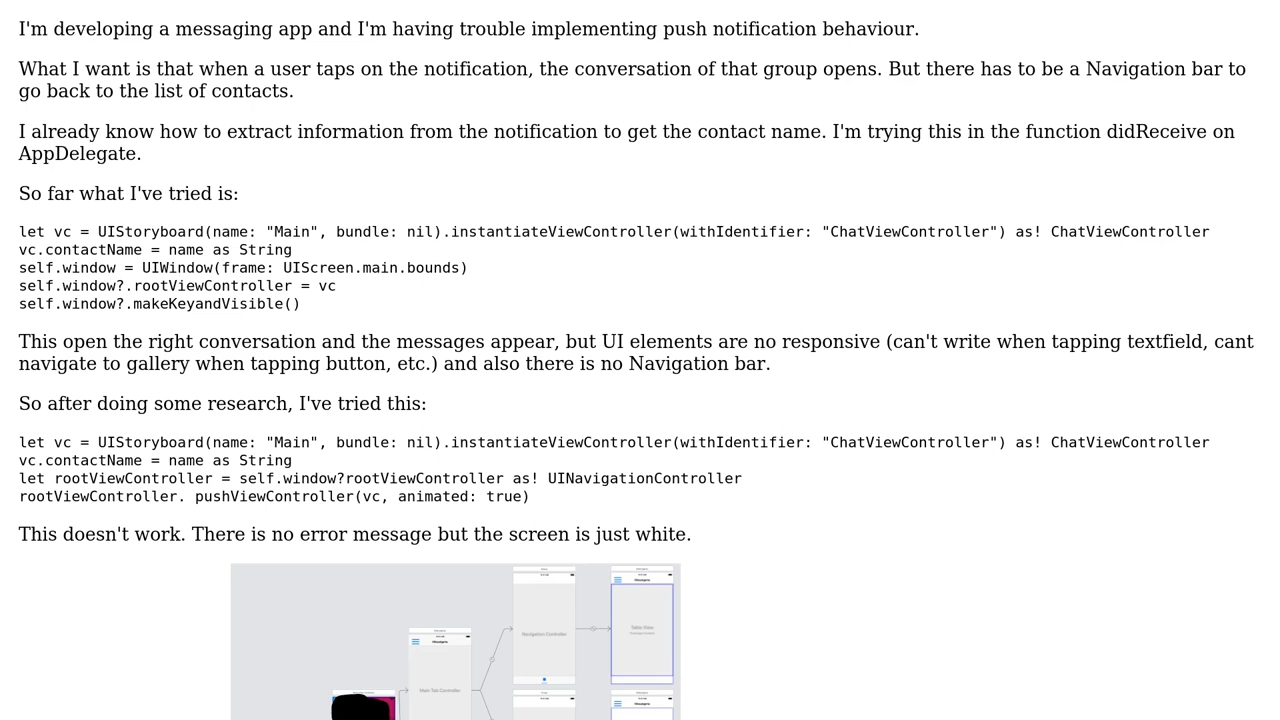 I'm developing a messaging app and I'm having trouble implementing push notification behaviour.
What I want is that when a user taps on the notification, the conversation of that group opens. But there has to be a Navigation bar to
go back to the list of contacts.
I already know how to extract information from the notification to get the contact name. I'm trying this in the function didReceive on
AppDelegate.
So far what I've tried is:
let vc = UIStoryboard(name: "Main", bundle: nil).instantiateViewController(withIdentifier: "ChatViewController") as! ChatViewController
vc.contactName = name as String
self.window = UIWindow(frame: UIScreen.main.bounds)
self.window?.rootViewController = vc
self.window?.makeKeyandVisible()
This open the right conversation and the messages appear, but UI elements are no responsive (can't write when tapping textfield, cant
navigate to gallery when tapping button, etc.) and also there is no Navigation bar.
So after doing some research, I've tried this:
let vc = UIStoryboard(name: "Main", bundle: nil).instantiateViewController(withIdentifier: "ChatViewController") as! ChatViewController
vc.contactName = name as String
let rootViewController = self.window?rootViewController as! UINavigationController
rootViewController. pushViewController(vc, animated: true)
This doesn't work. There is no error message but the screen is just white.
Navigation Controller
Table View
Main Tab Controller